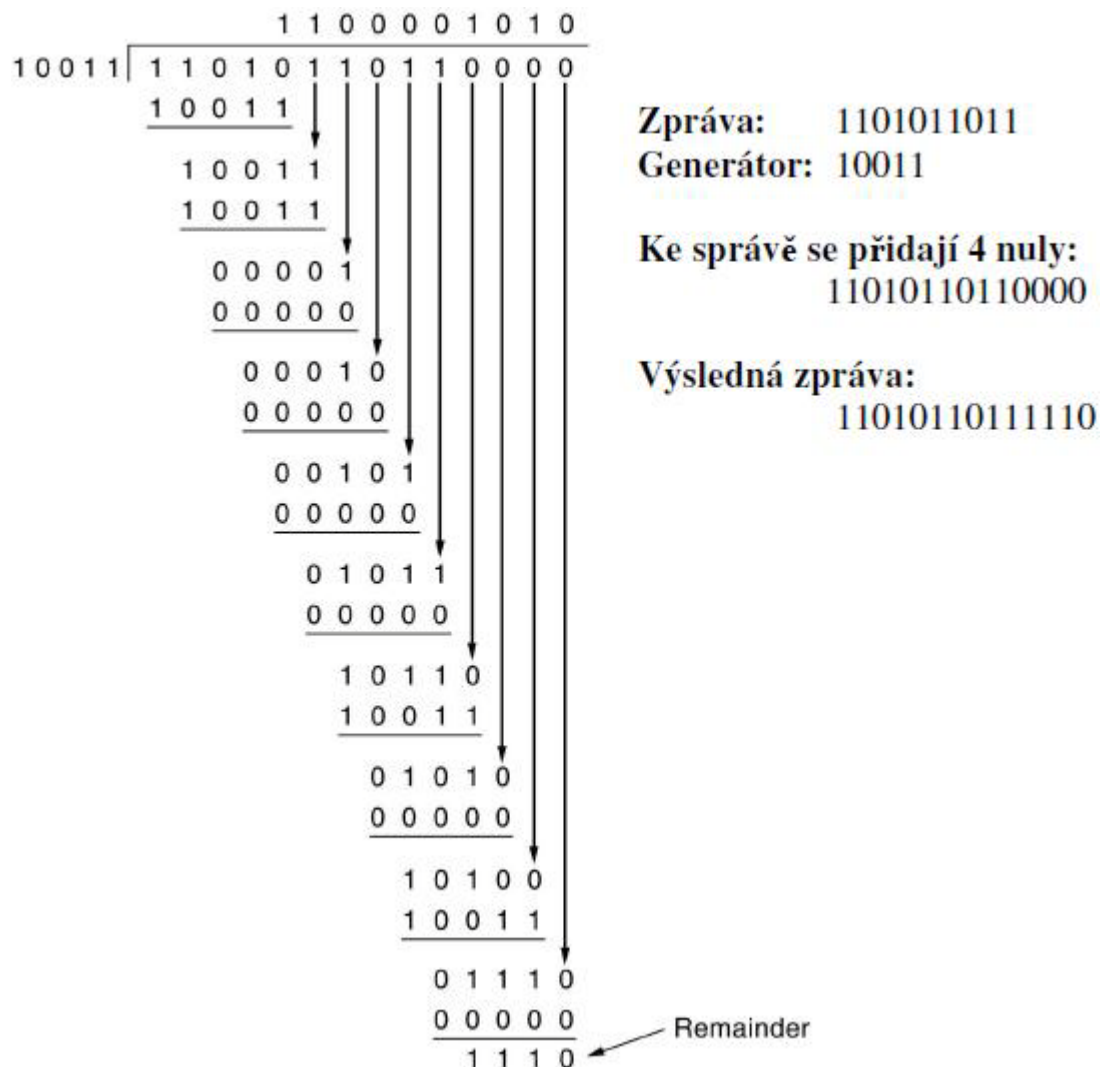 1 1 0 0 0 0 1 0 1 0
1 0 0 1 1 1 1 0 1 0 1 1 0 1 1 0 0 0 0
1 0 0 1 1
1 0 0 1 1
1 0 0 1 1
0 0 0 0 1
0 0 0 0 0
0 0 0 1 0
0 0 0 0 0
0 0 1 0 1
0 0 0 0 0
0 1 0 1 1
0 0 0 0 0
1 0 1 1 0
1 0 0 1 1
0 1 0 1 0
0 0 0 0 0
1 0 1 0 0
1 0 0 1 1
0 1 1 1 0
0 0 0 0 0
1 1 1 0
Remainder
Zpráva: 1101011011
Generátor: 10011
Ke správě se přidají 4 nuly:
11010110110000
Výsledná zpráva:
11010110111110